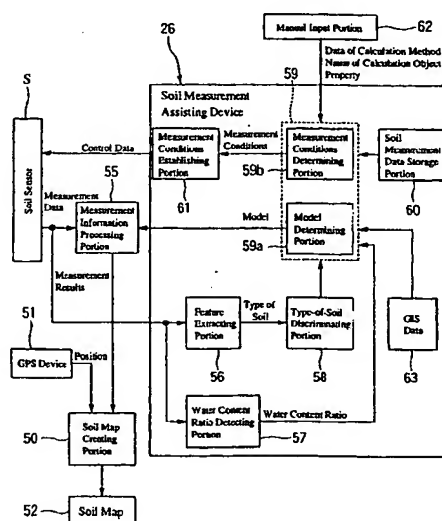 Manual Input Portion
62
26
Data of Calculation Method,
Name of Calculation Object
Property
S
59
Soil Measurement
Assisting Device
Soil Sensor
Control Data
Measurement
Conditions
Establishing
Portion
61
Measurement
Conditions
Measurement
Conditions
Determining
Portion
59b
Soil
Measurement
Data Storage
Portion
60
55
Measurement
Data
Measurement
Information
Processing
Portion
Model
Model
Determining
Portion
59a
Measurement
Results
51
GPS Device
Position
Feature
Extracting
Portion
56
Type of
Soil
Type-of-Soil
Discriminating
Portion
58
GIS
Data
63
Water Content
Ratio Detecting
Portion
57
Water Content Ratio
50
Soil Map
Creating
Portion
52
Soil Map